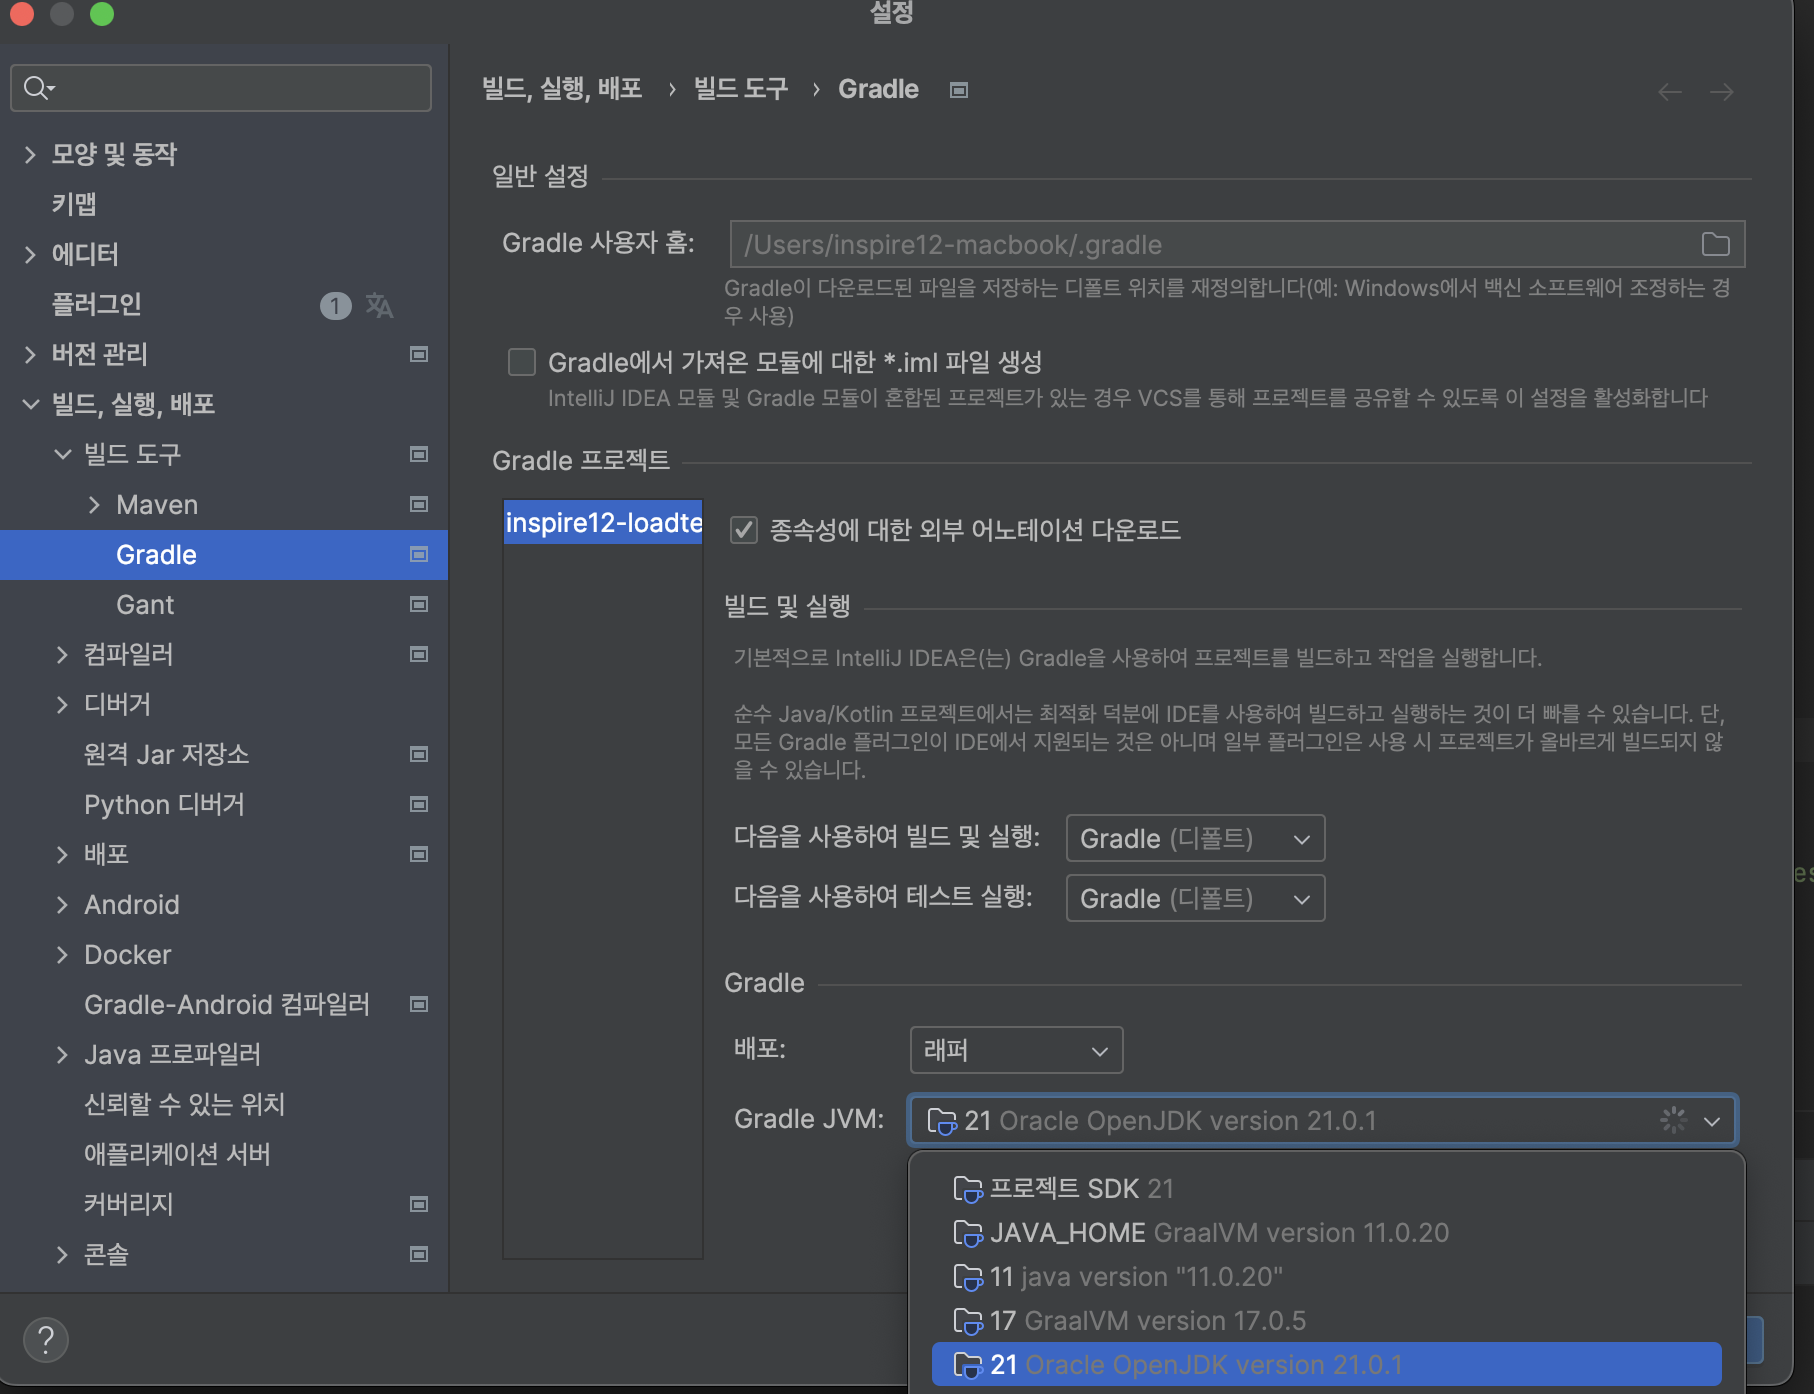 설정
모양 및 동작
키맵
에디터
플러그인 1
버전 관리
빌드, 실행, 배포
빌드 도구
Maven
Gradle
Gant
컴파일러
디버거
원격 Jar 저장소
Python 디버거
배포
Android
Docker
Gradle-Android 컴파일러
Java 프로파일러
신뢰할 수 있는 위치
애플리케이션 서버
커버리지
콘솔
?
빌드, 실행, 배포 › 빌드 도구 › Gradle
일반 설정
Gradle 사용자 홈: /Users/inspire12-macbook/.gradle
Gradle이 다운로드된 파일을 저장하는 디폴트 위치를 재정의합니다(예: Windows에서 백신 소프트웨어 조정하는 경
우 사용)
Gradle에서 가져온 모듈에 대한 *.iml 파일 생성
IntelliJ IDEA 모듈 및 Gradle 모듈이 혼합된 프로젝트가 있는 경우 VCS를 통해 프로젝트를 공유할 수 있도록 이 설정을 활성화합니다
Gradle 프로젝트
inspire12-loadte
종속성에 대한 외부 어노테이션 다운로드
빌드 및 실행
기본적으로 IntelliJ IDEA은(는) Gradle을 사용하여 프로젝트를 빌드하고 작업을 실행합니다.
순수 Java/Kotlin 프로젝트에서는 최적화 덕분에 IDE를 사용하여 빌드하고 실행하는 것이 더 빠를 수 있습니다. 단,
모든 Gradle 플러그인이 IDE에서 지원되는 것은 아니며 일부 플러그인은 사용 시 프로젝트가 올바르게 빌드되지 않
을 수 있습니다.
다음을 사용하여 빌드 및 실행: Gradle (디폴트)
다음을 사용하여 테스트 실행: Gradle (디폴트)
Gradle
배포: 래퍼
Gradle JVM: 21 Oracle OpenJDK version 21.0.1
프로젝트 SDK 21
JAVA_HOME GraalVM version 11.0.20
11 java version "11.0.20"
17 GraalVM version 17.0.5
21 Oracle OpenJDK version 21.0.1